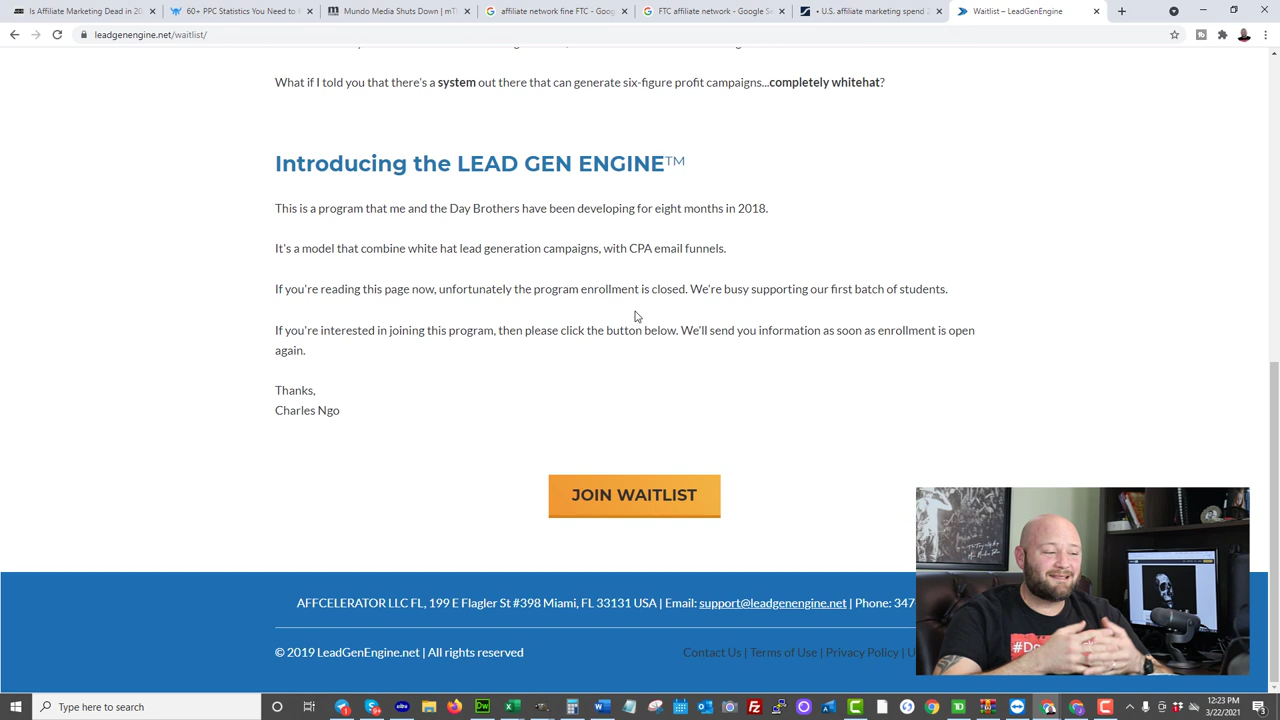 Is Affiliate Marketing Dead in 20
60+ PPC Statistics You Need to H
Mundo Media Shuts Down | mT
affiliate network fine FTC - Goog
FTC affiliate network - Google Se
U.S. affiliate marketing spend 2
Waitlist – LeadGenEngine
leadgenengine.net/waitlist/
What if I told you that there's a system out there that can generate six-figure profit campaigns...completely whitehat?
Introducing the LEAD GEN ENGINE™
This is a program that me and the Day Brothers have been developing for eight months in 2018.
It's a model that combine white hat lead generation campaigns, with CPA email funnels.
If you're reading this page now, unfortunately the program enrollment is closed. We're busy supporting our first batch of students.
If you're interested in joining this program, then please click the button below. We'll send you information as soon as enrollment is open
again.
Thanks,
Charles Ngo
JOIN WAITLIST
AFFCELERATOR LLC FL, 199 E Flagler St #398 Miami, FL 33131 USA | Email: support@leadgenengine.net | Phone: 347
© 2019 LeadGenEngine.net | All rights reserved
Contact Us | Terms of Use | Privacy Policy | U
Type here to search
12:23 PM
3/22/2021